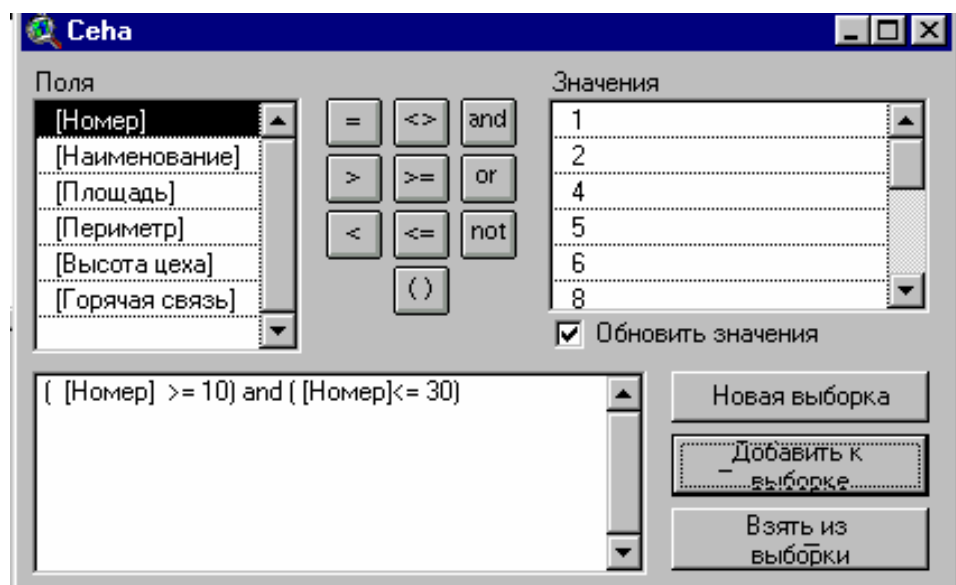 Ceha
Поля
Значения
[Номер]
[Наименование]
[Площадь]
[Периметр]
[Высота цеха]
[Горячая связь]
= <> and
> >= or
< <= not
( )
1
2
4
5
6
8
Обновить значения
( [Номер] >= 10) and ( [Номер]<= 30)
Новая выборка
Добавить к
выборке
Взять из
выборки